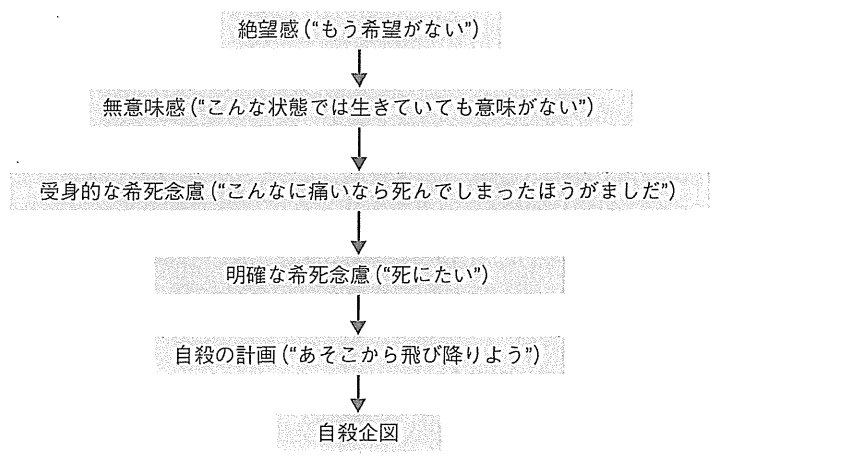 絶望感(“もう希望がない”)
無意味感(“こんな状態では生きていても意味がない”)
受身的な希死念慮(“こんなに痛いなら死んでしまったほうがましだ”)
明確な希死念慮(“死にたい”)
自殺の計画(“あそこから飛び降りよう”)
自殺企図